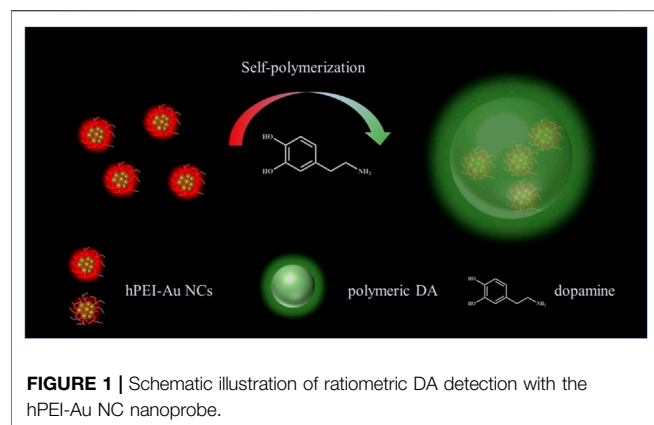 Self-polymerization
HO
HO
NH2
hPEI-Au NCs
polymeric DA
HO
HO
NH2
dopamine
FIGURE 1 | Schematic illustration of ratiometric DA detection with the
hPEI-Au NC nanoprobe.